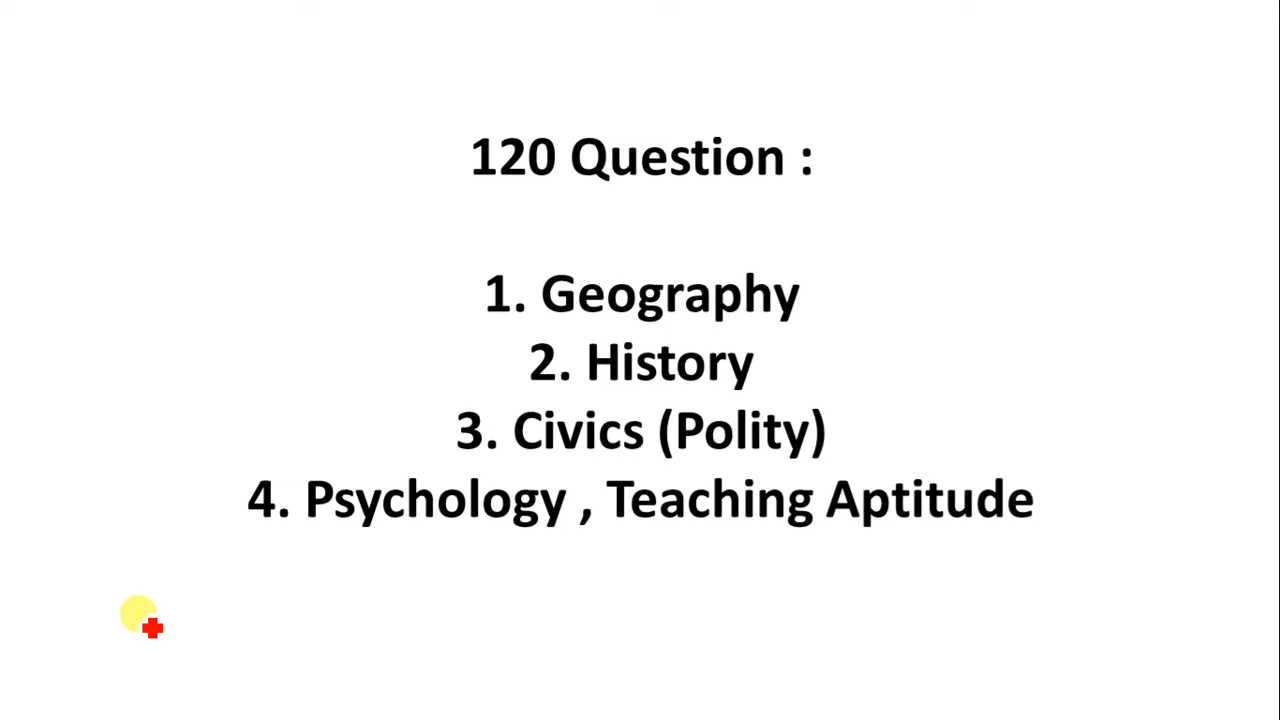 120 Question :
1. Geography
2. History
3. Civics (Polity)
4. Psychology , Teaching Aptitude